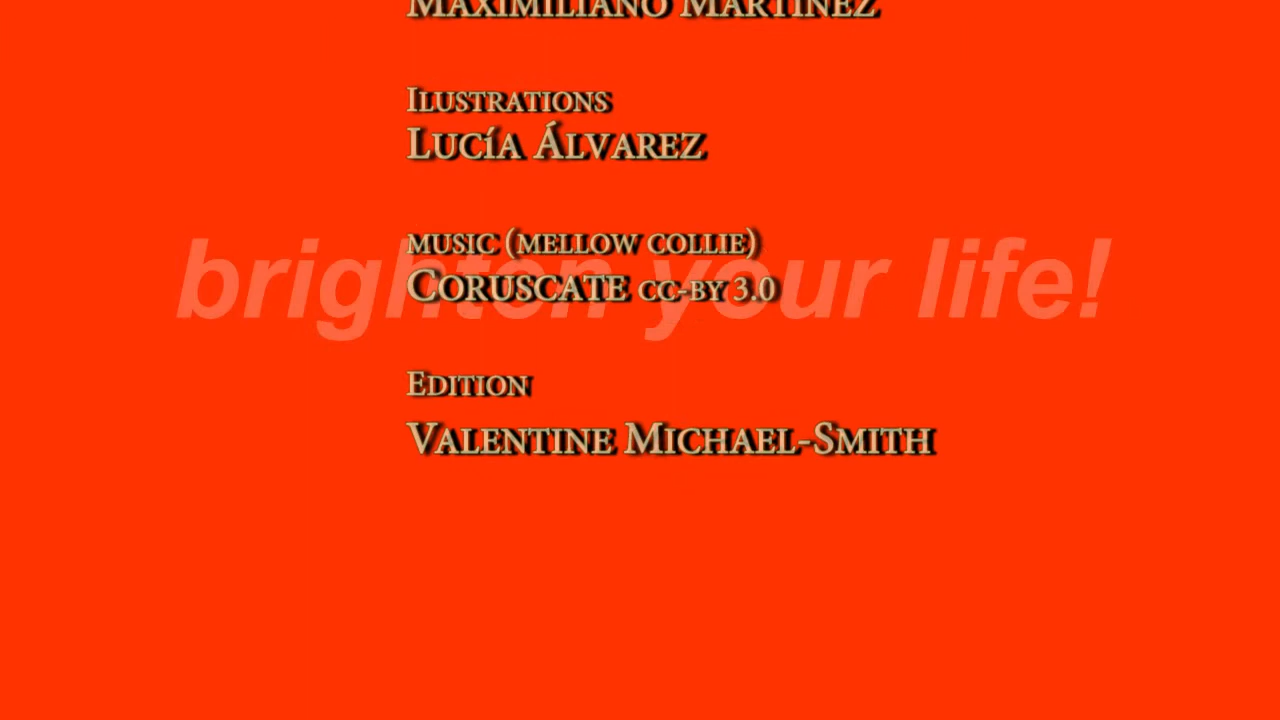 Maximiliano Martínez
Ilustrations
Lucía Álvarez
music (mellow collie)
brighten your life!
Coruscate cc-by 3.0
Edition
Valentine Michael-Smith